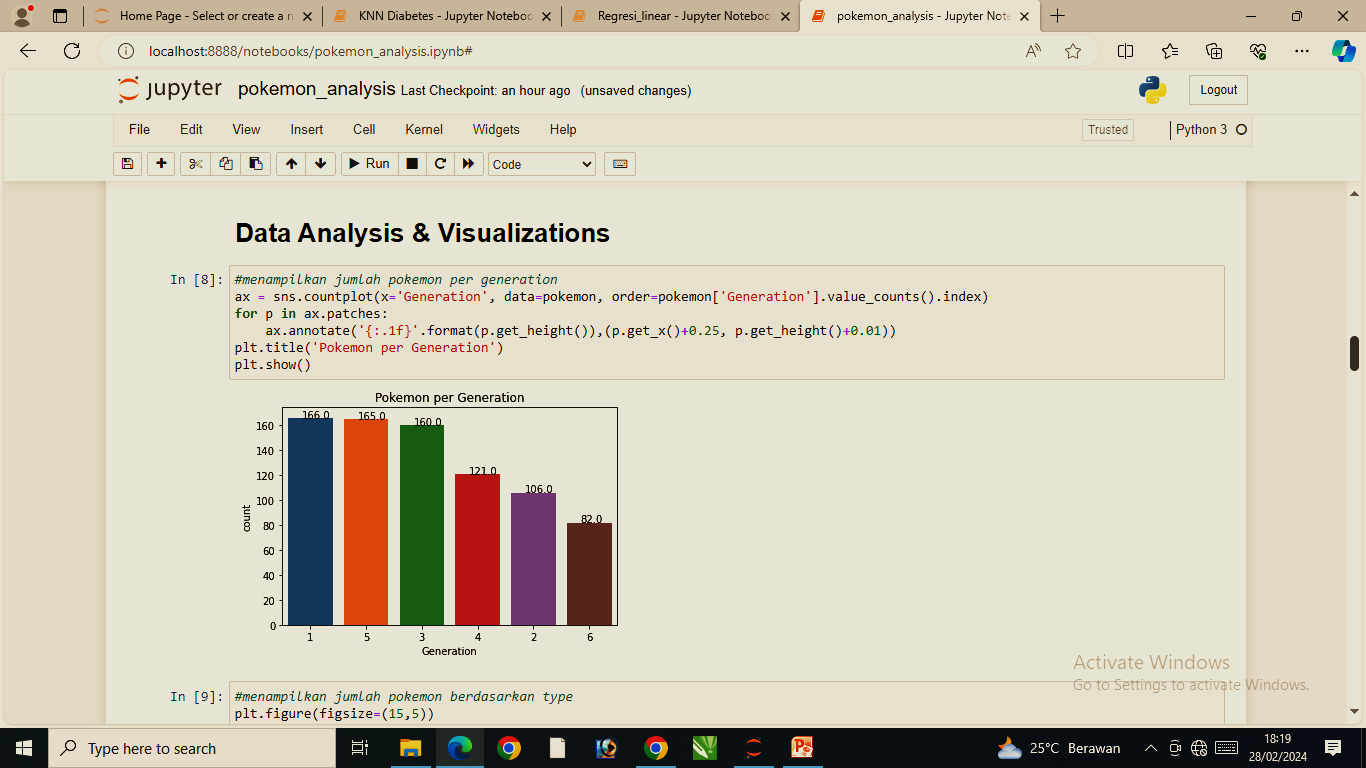 Home Page - Select or create a n
KNN Diabetes - Jupyter Noteboo
Regresi_linear - Jupyter Noteboo
pokemon_analysis - Jupyter Note
localhost:8888/notebooks/pokemon_analysis.ipynb#
jupyter pokemon_analysis Last Checkpoint: an hour ago (unsaved changes)
Logout
File Edit View Insert Cell Kernel Widgets Help
Trusted
Python 3
Run
Code
Data Analysis & Visualizations
In [8]:
#menampilkan jumlah pokemon per generation
ax = sns.countplot(x='Generation', data=pokemon, order=pokemon['Generation'].value_counts().index)
for p in ax.patches:
    ax.annotate('{:.1f}'.format(p.get_height()),(p.get_x()+0.25, p.get_height()+0.01))
plt.title('Pokemon per Generation')
plt.show()
Pokemon per Generation
166.0 165.0 160.0 121.0 106.0 82.0
160
140
120
100
80
60
40
20
0
count
1 5 3 4 2 6
Generation
In [9]:
#menampilkan jumlah pokemon berdasarkan type
plt.figure(figsize=(15,5))
Activate Windows
Go to Settings to activate Windows.
Type here to search
25°C Berawan
18:19
28/02/2024